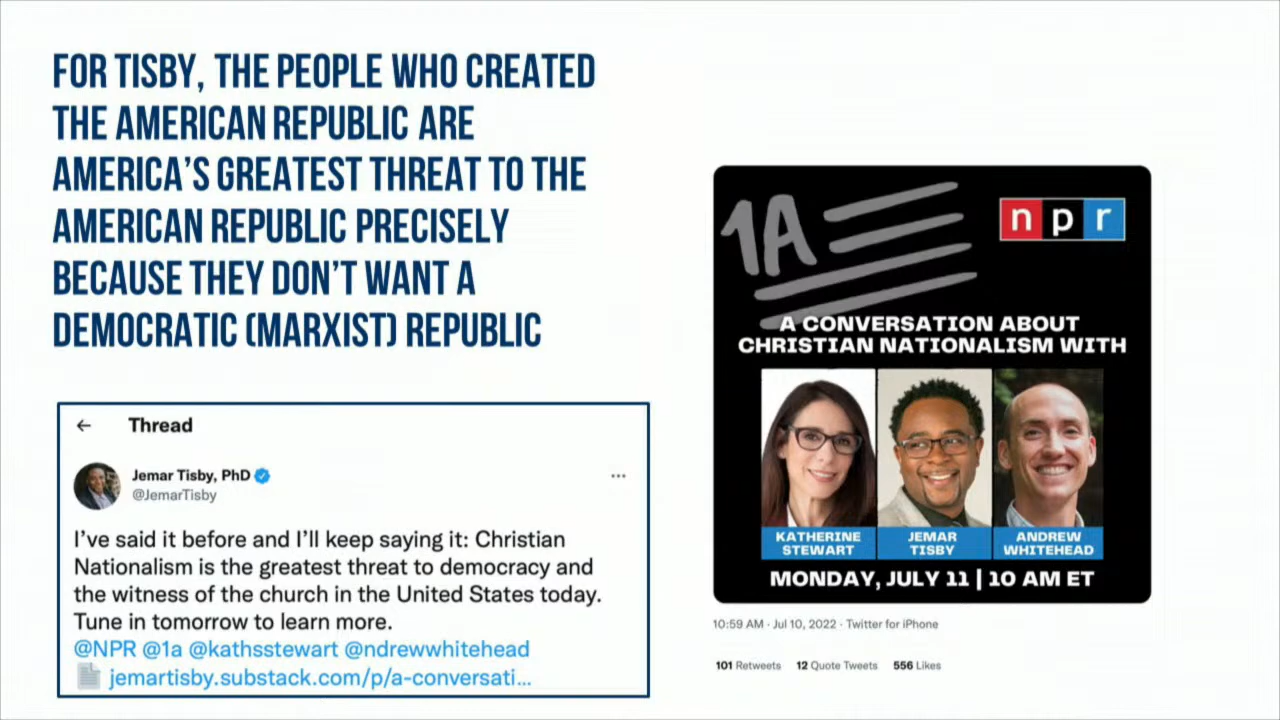 FOR TISBY, THE PEOPLE WHO CREATED
THE AMERICAN REPUBLIC ARE
AMERICA'S GREATEST THREAT TO THE
AMERICAN REPUBLIC PRECISELY
BECAUSE THEY DON'T WANT A
DEMOCRATIC (MARXIST) REPUBLIC
Thread
Jemar Tisby, PhD
@JemarTisby
I've said it before and I'll keep saying it: Christian
Nationalism is the greatest threat to democracy and
the witness of the church in the United States today.
Tune in tomorrow to learn more.
@NPR @1a @kathsstewart @ndrewwhitehead
jemartisby.substack.com/p/a-conversati...
1A
npr
A CONVERSATION ABOUT
CHRISTIAN NATIONALISM WITH
KATHERINE
STEWART
JEMAR
TISBY
ANDREW
WHITEHEAD
MONDAY, JULY 11 | 10 AM ET
10:59 AM · Jul 10, 2022 · Twitter for iPhone
101 Retweets 12 Quote Tweets 556 Likes